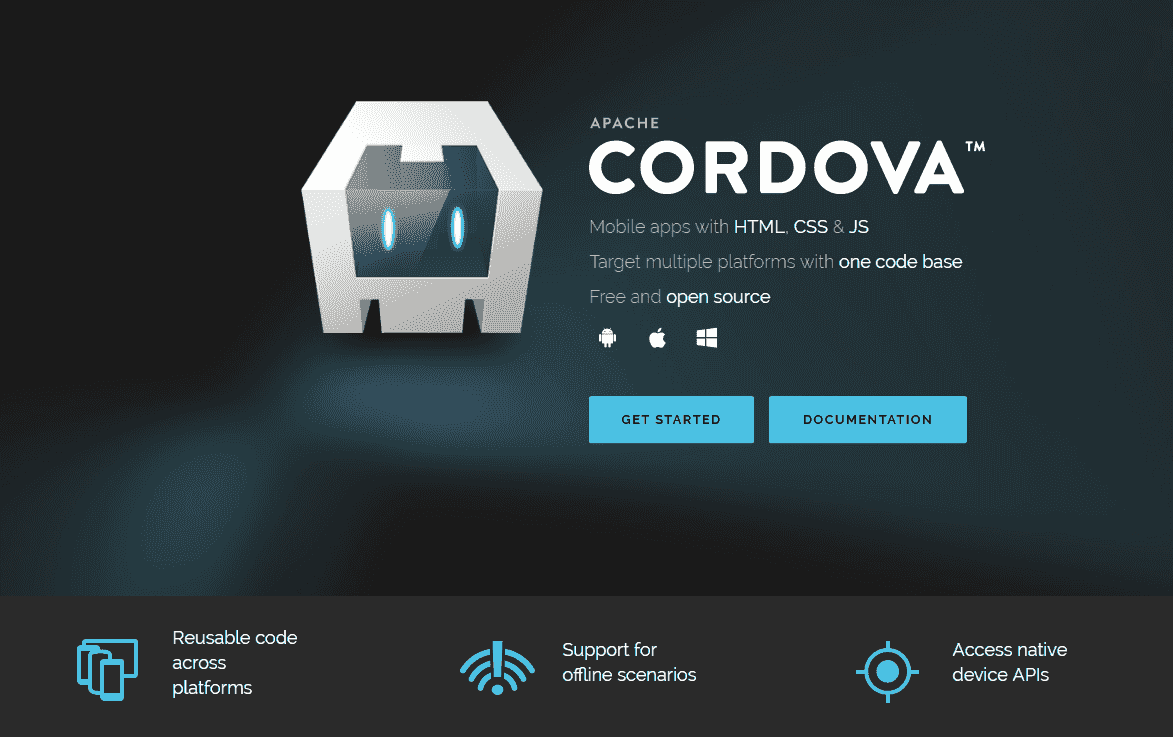 APACHE
CORDOVA™
Mobile apps with HTML, CSS & JS
Target multiple platforms with one code base
Free and open source
GET STARTED
DOCUMENTATION
Reusable code
across
platforms
Support for
offline scenarios
Access native
device APIs